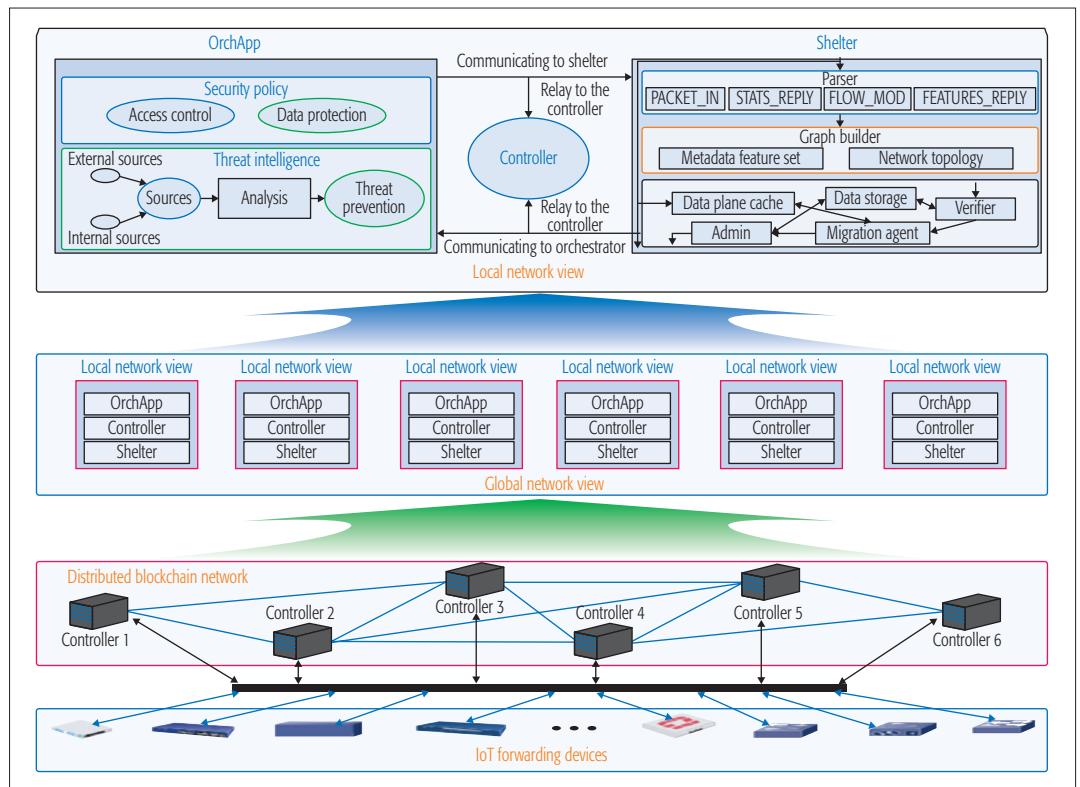 OrchApp
Shelter
Communicating to shelter
Security policy
Access control
Data protection
Relay to the
controller
Parser
PACKET_IN
STATS_REPLY
FLOW_MOD
FEATURES_REPLY
Graph builder
Metadata feature set
Network topology
External sources
Threat intelligence
Sources
Analysis
Threat
prevention
Internal sources
Controller
Relay to the
controller
Communicating to orchestrator
Data plane cache
Data storage
Verifier
Admin
Migration agent
Local network view
Local network view
Local network view
Local network view
Local network view
Local network view
Local network view
OrchApp
OrchApp
OrchApp
OrchApp
OrchApp
OrchApp
Controller
Controller
Controller
Controller
Controller
Controller
Shelter
Shelter
Shelter
Shelter
Shelter
Shelter
Global network view
Distributed blockchain network
Controller 1
Controller 2
Controller 3
Controller 4
Controller 5
Controller 6
IoT forwarding devices